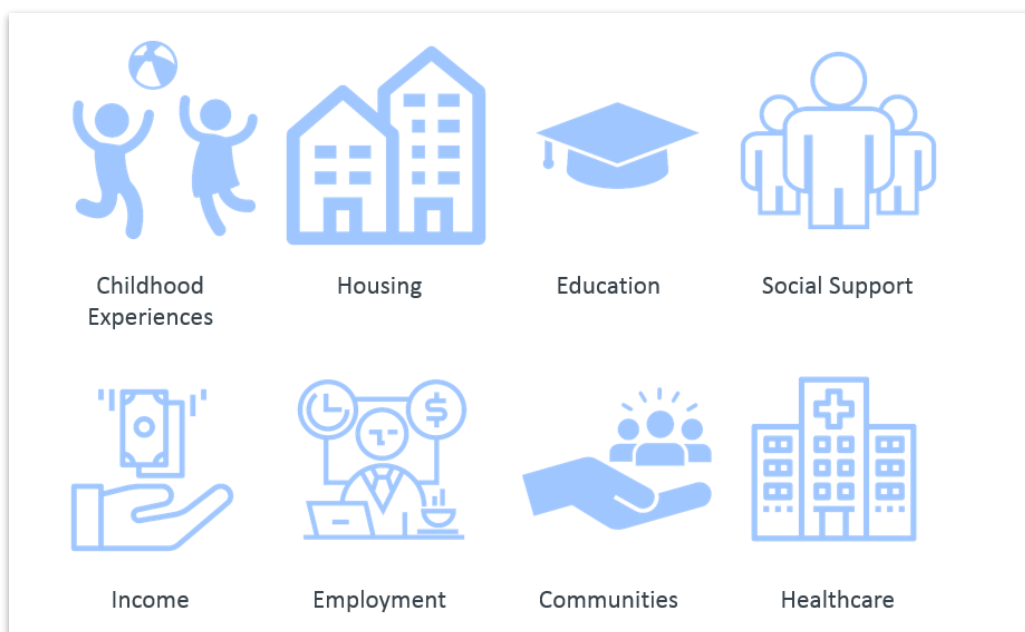 Childhood
Experiences
Housing
Education
Social Support
Income
Employment
Communities
Healthcare